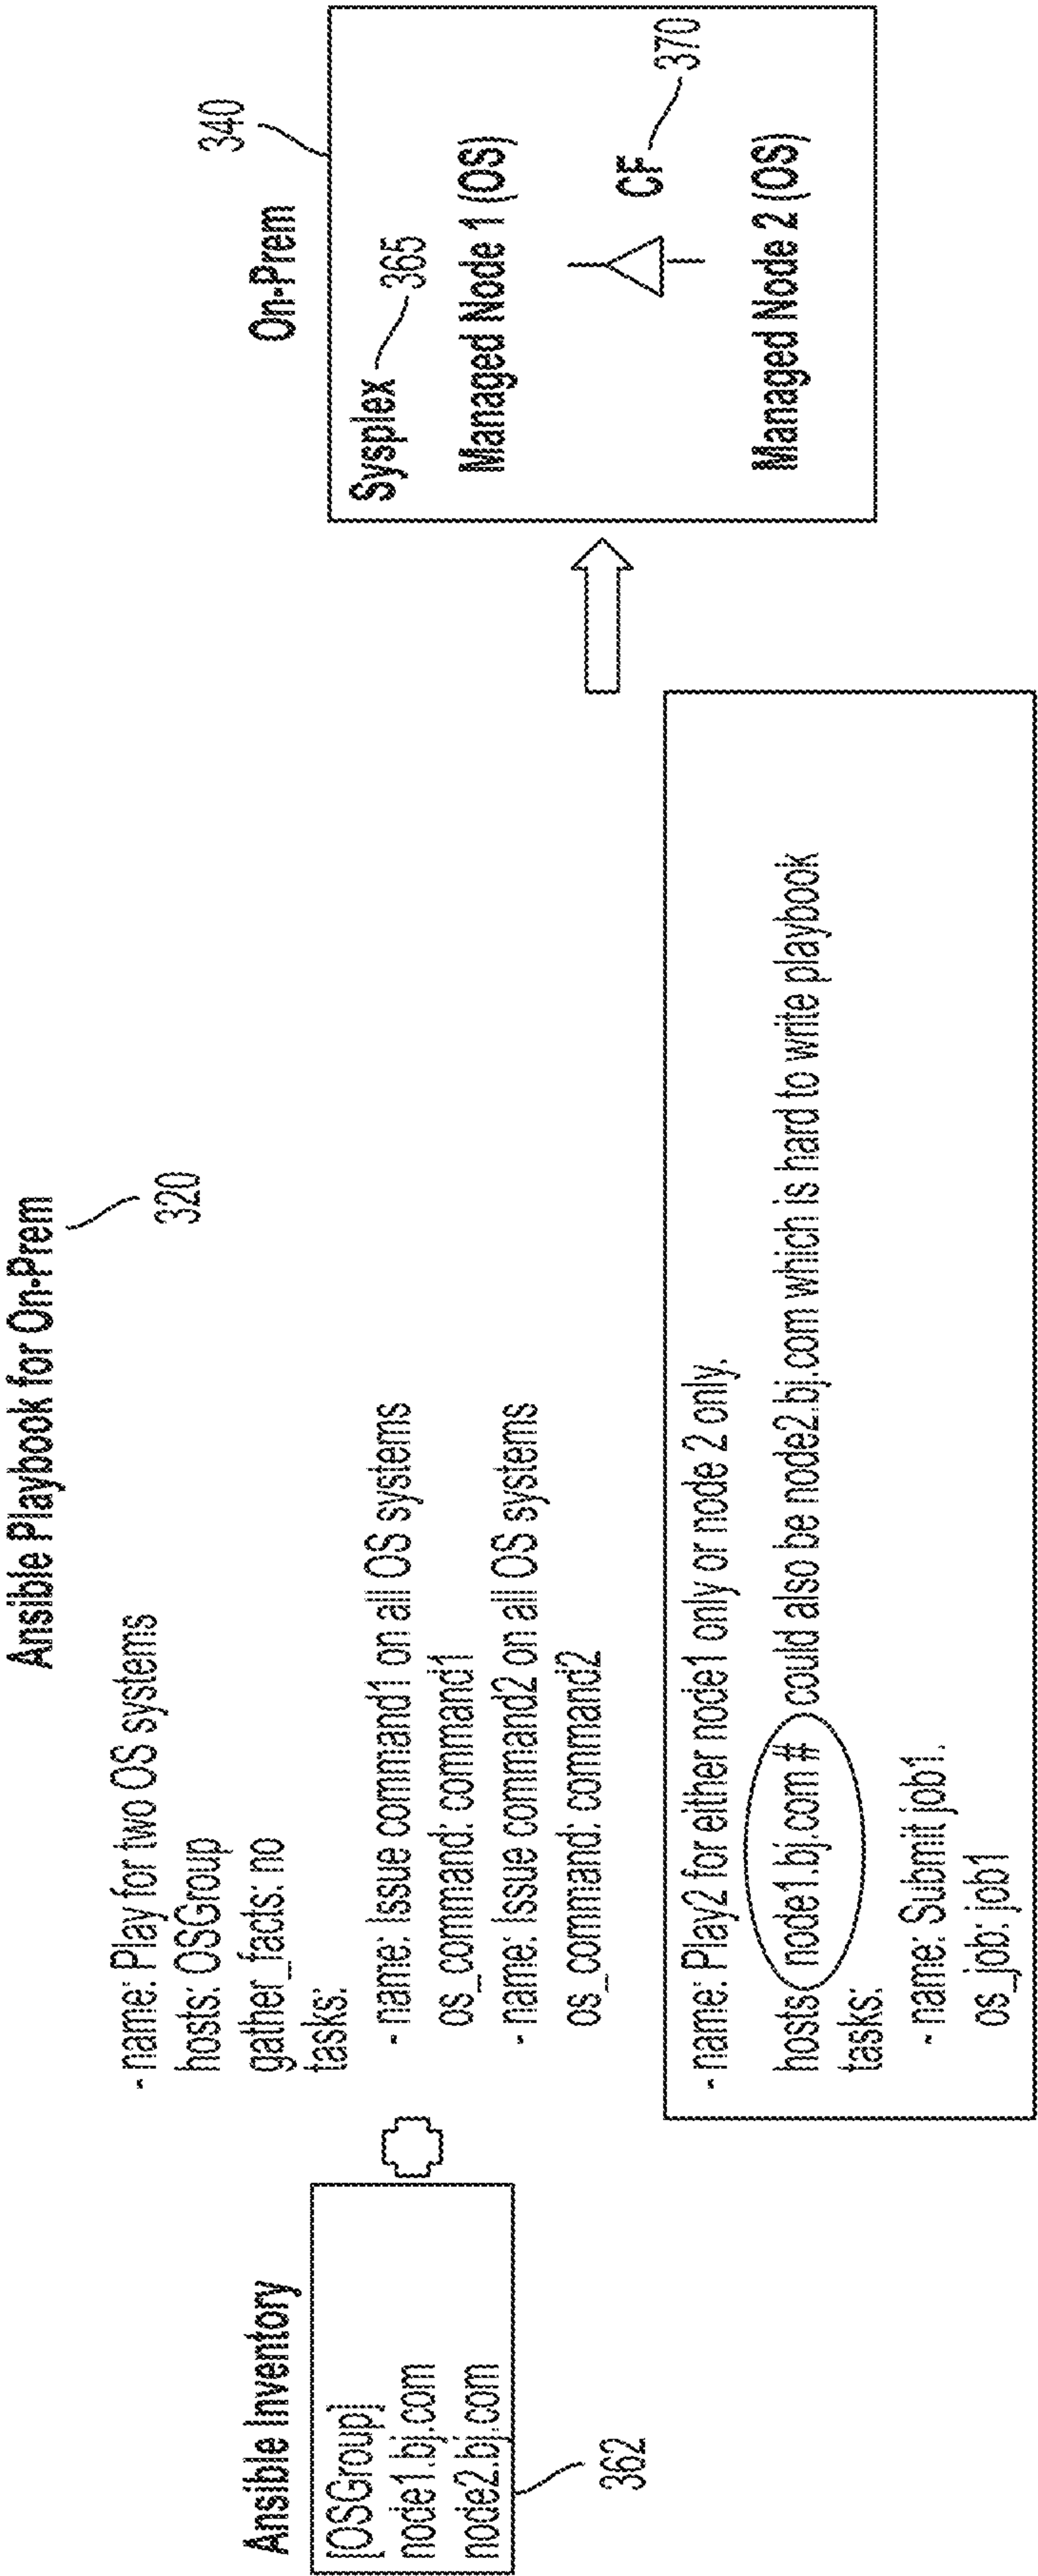 Ansible Inventory
[OSGroup]
node1.bj.com
node2.bj.com
362
Ansible Playbook for On-Prem
320
- name: Play for two OS systems
hosts: OSGroup
gather_facts: no
tasks:
- name: Issue command1 on all OS systems
os_command: command1
- name: Issue command2 on all OS systems
os_command: command2
- name: Play2 for either node1 only or node 2 only.
hosts: node1.bj.com # could also be node2.bj.com which is hard to write playbook
tasks:
- name: Submit job1.
os_job: job1
On-Prem
340
Sysplex
365
Managed Node 1 (OS)
CF
370
Managed Node 2 (OS)